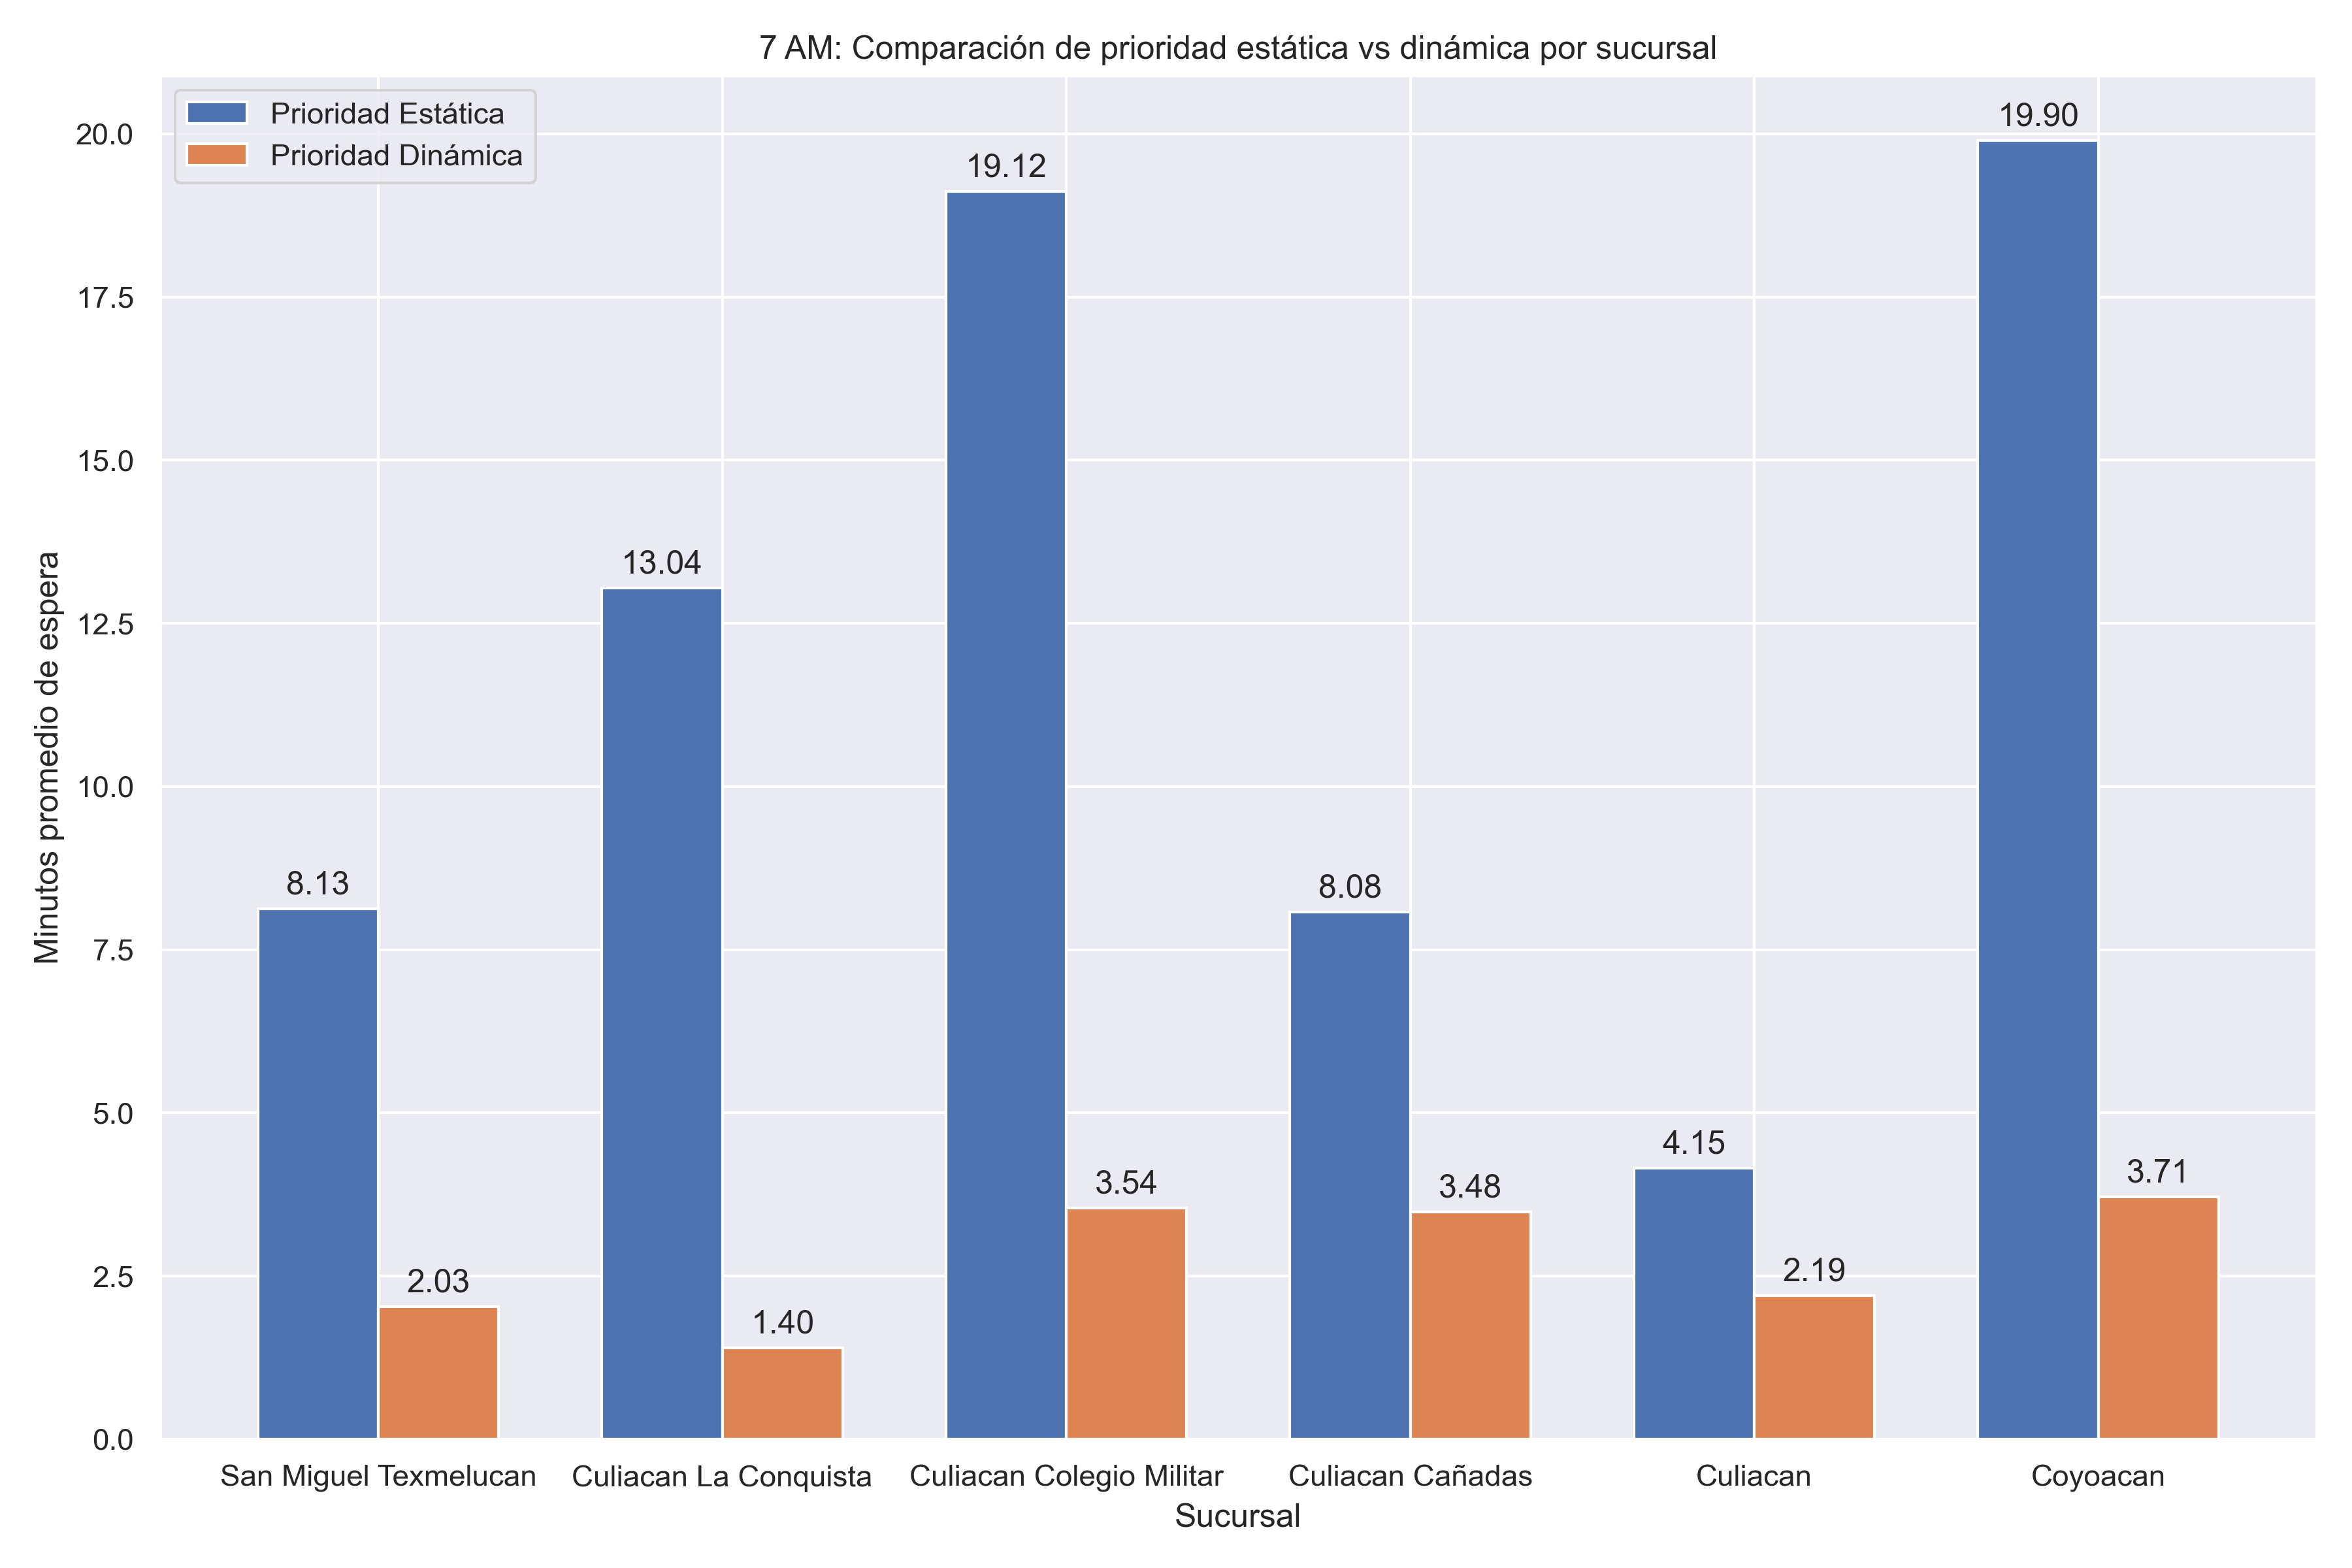 7 AM: Comparación de prioridad estática vs dinámica por sucursal
Prioridad Estática
Prioridad Dinámica
Minutos promedio de espera
20.0
17.5
15.0
12.5
10.0
7.5
5.0
2.5
0.0
8.13
2.03
13.04
1.40
19.12
3.54
8.08
3.48
4.15
2.19
19.90
3.71
San Miguel Texmelucan
Culiacan La Conquista
Culiacan Colegio Militar
Culiacan Cañadas
Culiacan
Coyoacan
Sucursal